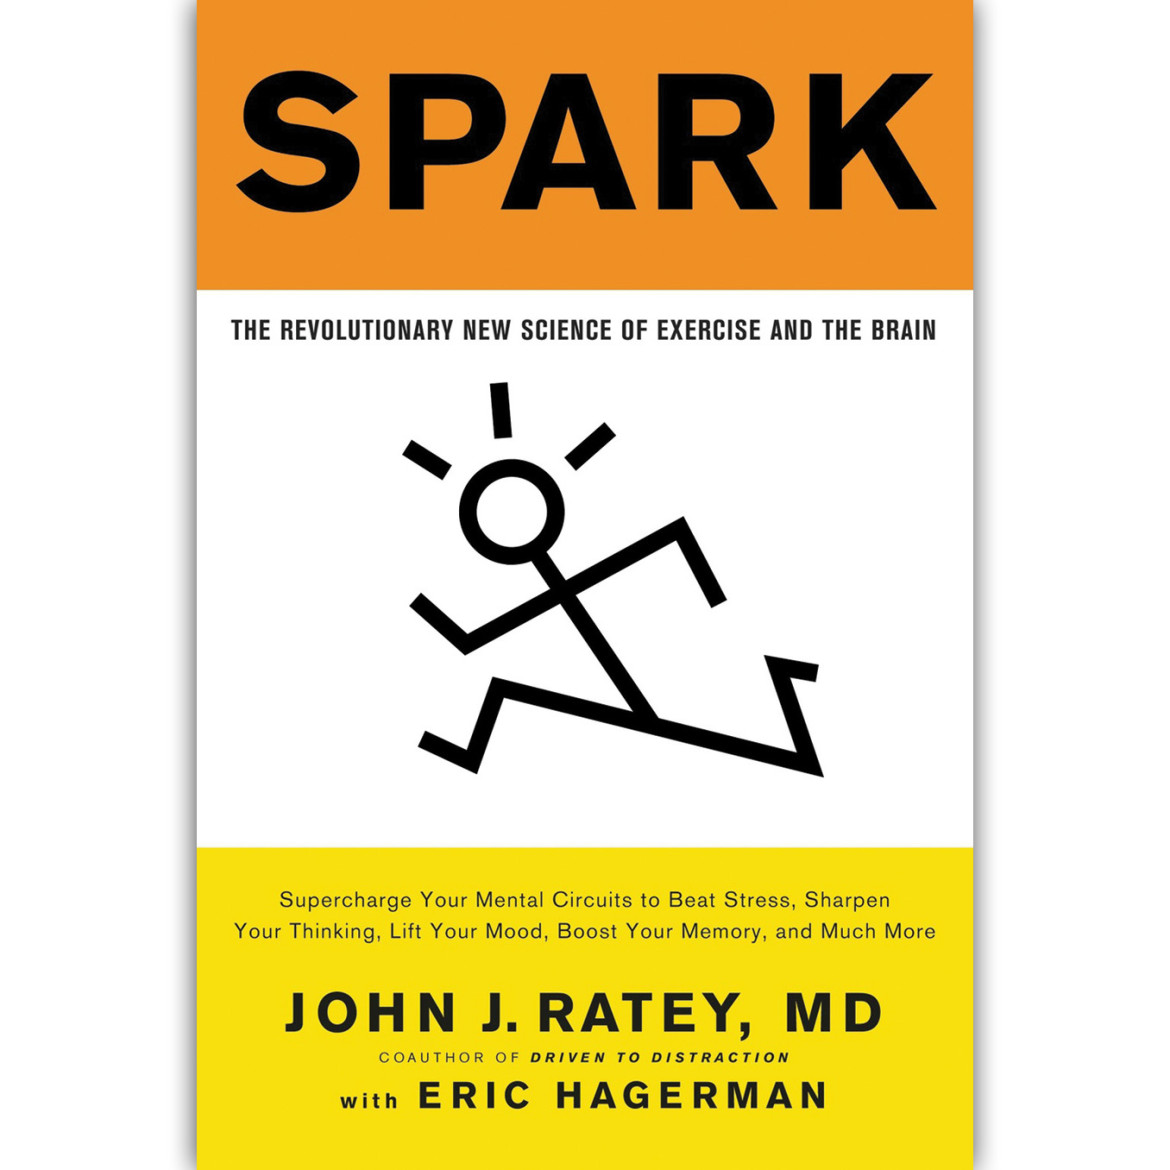 SPARK
THE REVOLUTIONARY NEW SCIENCE OF EXERCISE AND THE BRAIN
Supercharge Your Mental Circuits to Beat Stress, Sharpen
Your Thinking, Lift Your Mood, Boost Your Memory, and Much More
JOHN J. RATEY, MD
COAUTHOR OF DRIVEN TO DISTRACTION
with ERIC HAGERMAN